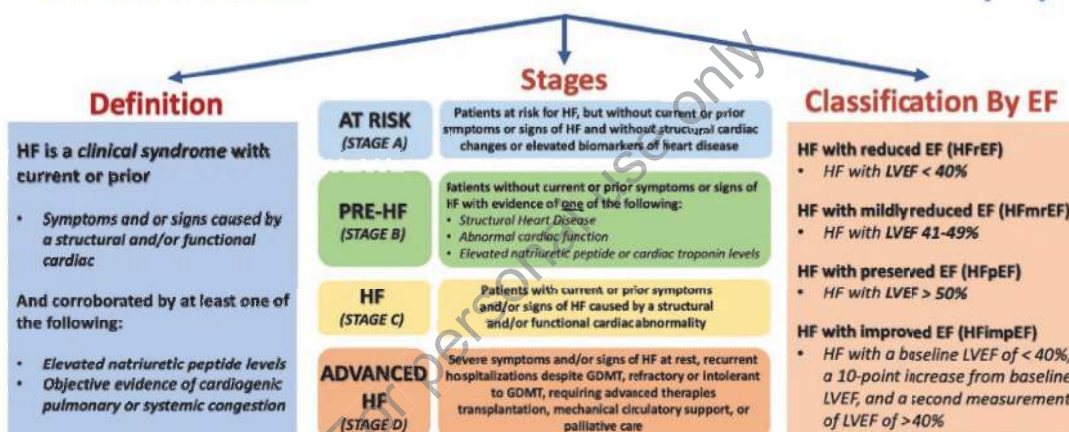 Definition
HF is a clinical syndrome with
current or prior
• Symptoms and or signs caused by
a structural and/or functional
cardiac
And corroborated by at least one of
the following:
• Elevated natriuretic peptide levels
• Objective evidence of cardiogenic
pulmonary or systemic congestion
Stages
AT RISK
(STAGE A)
Patients at risk for HF, but without current or prior
symptoms or signs of HF and without structural cardiac
changes or elevated biomarkers of heart disease
PRE-HF
(STAGE B)
Patients without current or prior symptoms or signs of
HF with evidence of one of the following:
• Structural Heart Disease
• Abnormal cardiac function
• Elevated natriuretic peptide or cardiac troponin levels
HF
(STAGE C)
Patients with current or prior symptoms
and/or signs of HF caused by a structural
and/or functional cardiac abnormality
ADVANCED
HF
(STAGE D)
Severe symptoms and/or signs of HF at rest, recurrent
hospitalizations despite GDMT, refractory or intolerant
to GDMT, requiring advanced therapies
transplantation, mechanical circulatory support, or
palliative care
Classification By EF
HF with reduced EF (HFrEF)
• HF with LVEF < 40%
HF with mildly reduced EF (HFmrEF)
• HF with LVEF 41-49%
HF with preserved EF (HFpEF)
• HF with LVEF > 50%
HF with improved EF (HFimpEF)
• HF with a baseline LVEF of < 40%,
a 10-point increase from baseline
LVEF, and a second measurement
of LVEF of >40%
For personal use only